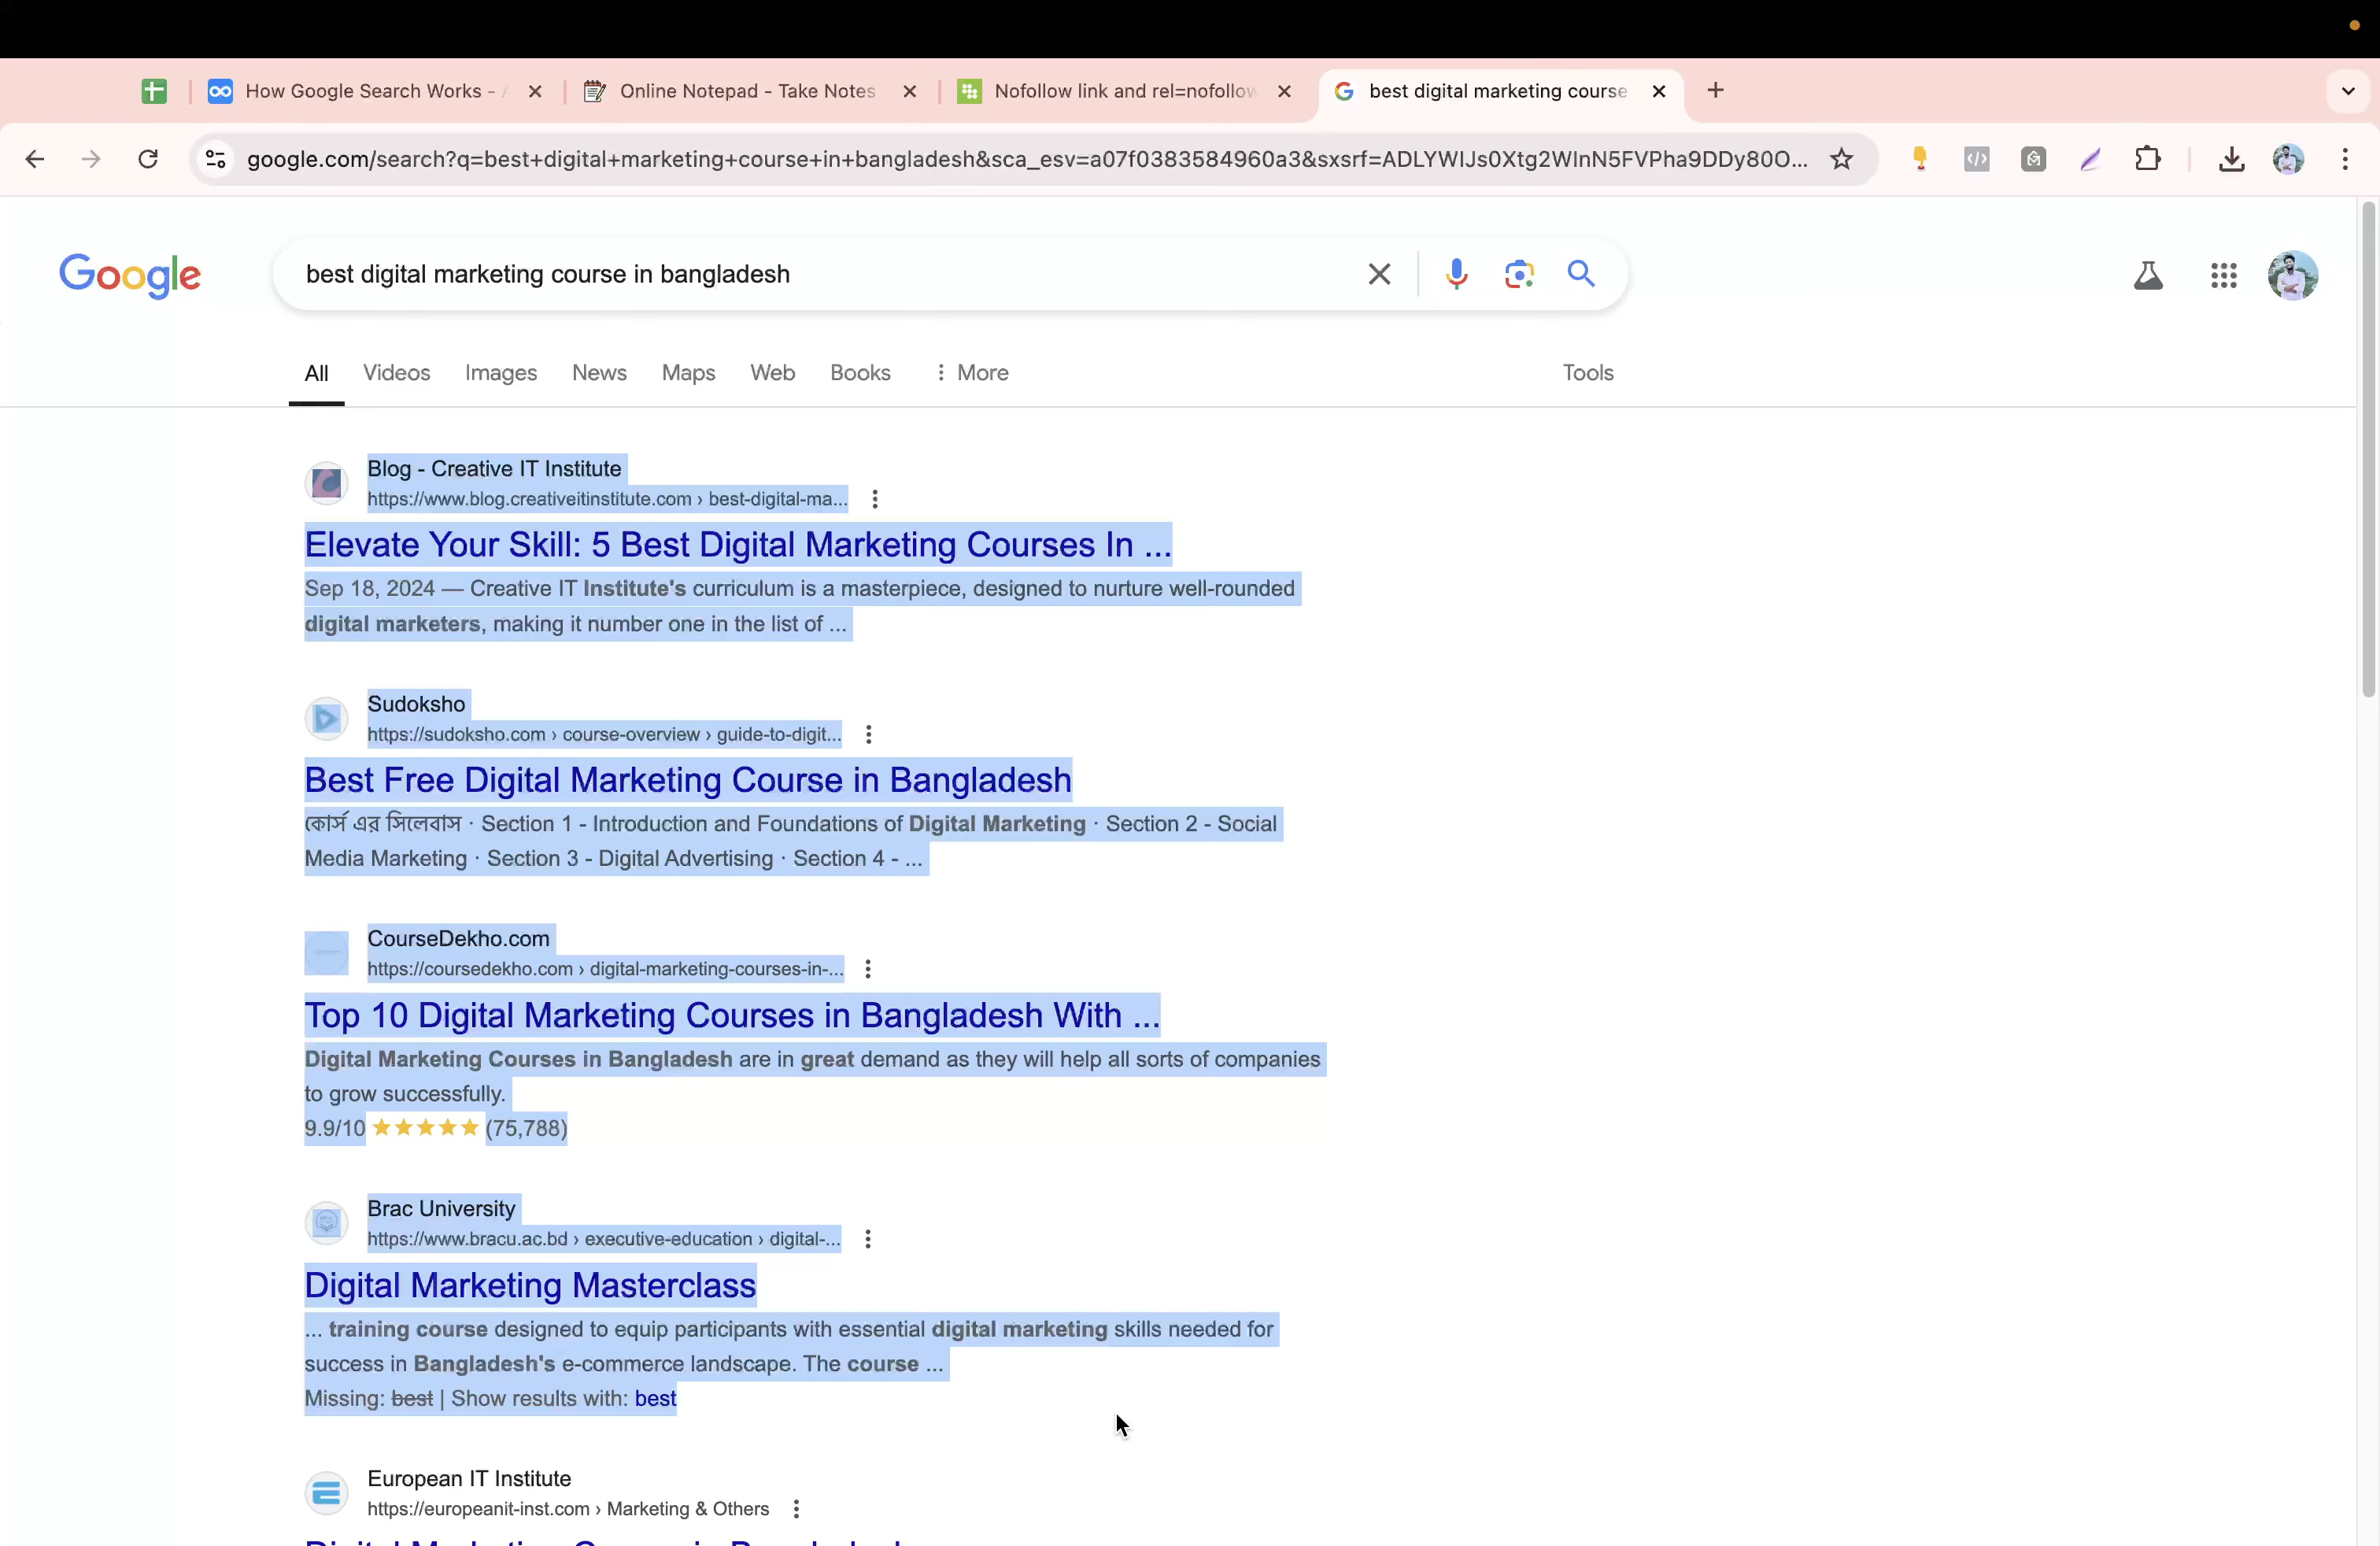 How Google Search Works -
Online Notepad - Take Notes
Nofollow link and rel=nofollow
best digital marketing course
google.com/search?q=best+digital+marketing+course+in+bangladesh&sca_esv=a07f0383584960a3&sxsrf=ADLYWIJs0Xtg2WlnN5FVPha9DDy80O...
Google
best digital marketing course in bangladesh
All Videos Images News Maps Web Books More Tools
Blog - Creative IT Institute
https://www.blog.creativeitinstitute.com › best-digital-ma...
Elevate Your Skill: 5 Best Digital Marketing Courses In ...
Sep 18, 2024 — Creative IT Institute's curriculum is a masterpiece, designed to nurture well-rounded
digital marketers, making it number one in the list of ...
Sudoksho
https://sudoksho.com › course-overview › guide-to-digit...
Best Free Digital Marketing Course in Bangladesh
কোর্স এর সিলেবাস · Section 1 - Introduction and Foundations of Digital Marketing · Section 2 - Social
Media Marketing · Section 3 - Digital Advertising · Section 4 - ...
CourseDekho.com
https://coursedekho.com › digital-marketing-courses-in-...
Top 10 Digital Marketing Courses in Bangladesh With ...
Digital Marketing Courses in Bangladesh are in great demand as they will help all sorts of companies
to grow successfully.
9.9/10 ★★★★★ (75,788)
Brac University
https://www.bracu.ac.bd › executive-education › digital-...
Digital Marketing Masterclass
... training course designed to equip participants with essential digital marketing skills needed for
success in Bangladesh's e-commerce landscape. The course ...
Missing: best | Show results with: best
European IT Institute
https://europeanit-inst.com › Marketing & Others